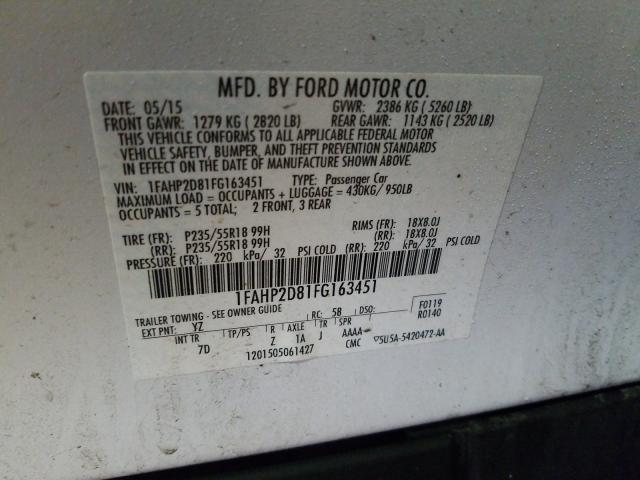 MFD. BY FORD MOTOR CO.
DATE: 05/15 GVWR: 2386 KG ( 5260 LB)
FRONT GAWR: 1279 KG ( 2820 LB) REAR GAWR: 1143 KG ( 2520 LB)
THIS VEHICLE CONFORMS TO ALL APPLICABLE FEDERAL MOTOR
VEHICLE SAFETY, BUMPER, AND THEFT PREVENTION STANDARDS
IN EFFECT ON THE DATE OF MANUFACTURE SHOWN ABOVE.
VIN: 1FAHP2D81FG163451 TYPE: Passenger Car
MAXIMUM LOAD = OCCUPANTS + LUGGAGE = 430KG/ 950LB
OCCUPANTS = 5 TOTAL; 2 FRONT, 3 REAR
TIRE (FR): P235/55R18 99H RIMS (FR): 18X8.0J
(RR): P235/55R18 99H (RR): 18X8.0J
PRESSURE (FR): 220 kPa/ 32 PSI COLD (RR): 220 kPa/ 32 PSI COLD
1FAHP2D81FG163451
TRAILER TOWING - SEE OWNER GUIDE
EXT PNT: YZ RC: 5B DSO: F0119
R0140
INT TR TP/PS R AXLE TR SPR
7D Z 1A J AAAA
1201505061427 CMC ▽5U5A-5420472-AA